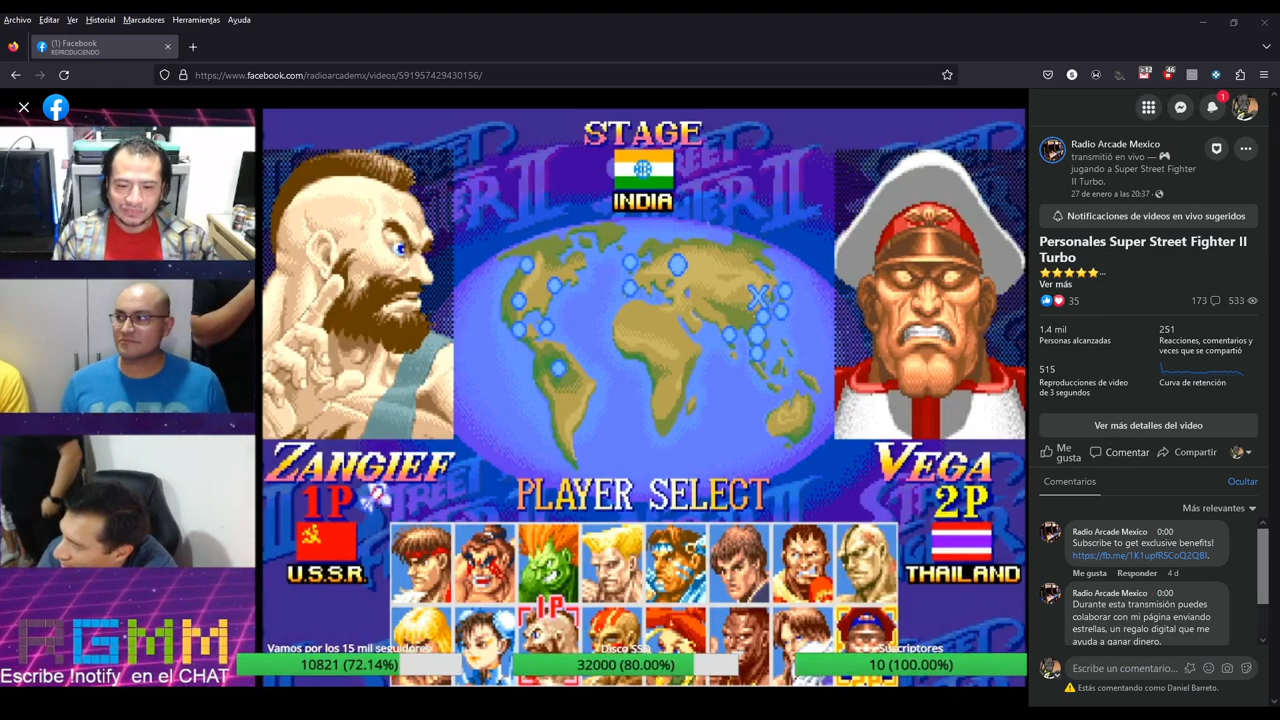 Archivo Editar Ver Historial Marcadores Herramientas Ayuda
(1) Facebook
REPRODUCIENDO
https://www.facebook.com/radioarcademx/videos/591957429430156/
>12
46
1
STAGE
INDIA
ZANGIEF
1P
U.S.S.R.
PLAYER SELECT
VEGA
2P
THAILAND
1P
Vamos por los 15 mil seguidores
Disco SSD
Suscriptores
10821 (72.14%)
32000 (80.00%)
10 (100.00%)
RGMM
Escribe !notify en el CHAT
Radio Arcade Mexico
transmitió en vivo — 🎮
jugando a Super Street Fighter
II Turbo.
27 de enero a las 20:37 ·
Notificaciones de videos en vivo sugeridos
Personales Super Street Fighter II
Turbo
⭐⭐⭐⭐⭐...
Ver más
35
173
533
1.4 mil
Personas alcanzadas
251
Reacciones, comentarios y
veces que se compartió
515
Reproducciones de video
de 3 segundos
Curva de retención
Ver más detalles del video
Me
gusta
Comentar
Compartir
Comentarios
Ocultar
Más relevantes
Radio Arcade Mexico · 0:00
Subscribe to get exclusive benefits!
https://fb.me/1K1upfRSCoQ2QBI.
Me gusta Responder 4 d
Radio Arcade Mexico · 0:00
Durante esta transmisión puedes
colaborar con mi página enviando
estrellas, un regalo digital que me
ayuda a ganar dinero.
Escribe un comentario...
Estás comentando como Daniel Barreto.